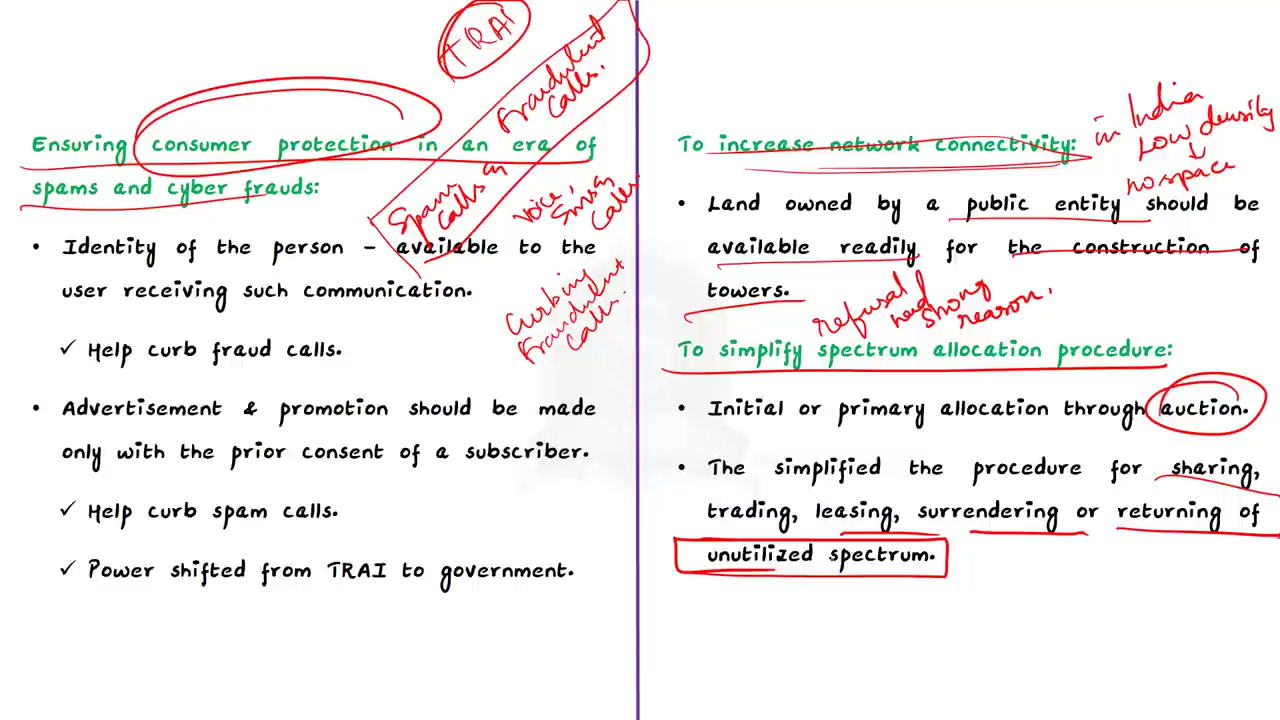 TRAI
Fraudulent
calls.
Spam
calls
Voice,
Sms
calls
Ensuring consumer protection in an era of
spams and cyber frauds:
• Identity of the person – available to the
user receiving such communication.
Curbing
Fraudulent
calls.
✓ Help curb fraud calls.
• Advertisement & promotion should be made
only with the prior consent of a subscriber.
✓ Help curb spam calls.
✓ Power shifted from TRAI to government.
in India
Low density
↓
no space
To increase network connectivity:
• Land owned by a public entity should be
available readily for the construction of
towers.
refusal need strong
reason.
To simplify spectrum allocation procedure:
• Initial or primary allocation through auction.
• The simplified the procedure for sharing,
trading, leasing, surrendering or returning of
unutilized spectrum.